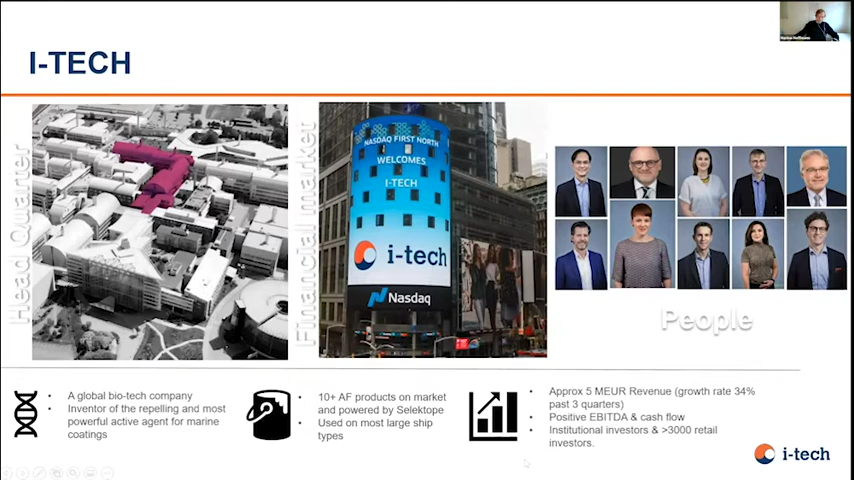 I-TECH
Head Quarter
Financial market
NASDAQ FIRST NORTH
WELCOMES
I-TECH
i-tech
Nasdaq
People
• A global bio-tech company
• Inventor of the repelling and most
powerful active agent for marine
coatings
• 10+ AF products on market
and powered by Selektope
• Used on most large ship
types
• Approx 5 MEUR Revenue (growth rate 34%
past 3 quarters)
• Positive EBITDA & cash flow
• Institutional investors & >3000 retail
investors.
i-tech